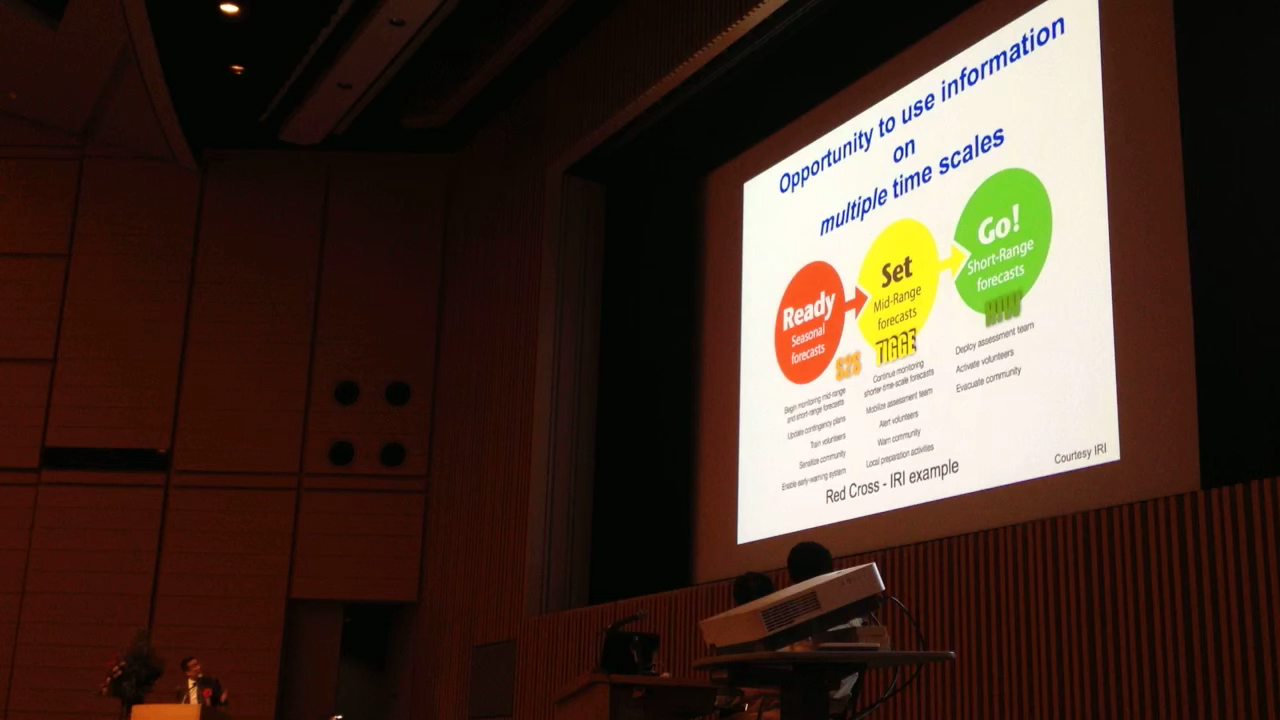 Opportunity to use information
on
multiple time scales
Ready
Seasonal
forecasts
S2S
Begin monitoring mid-range
and short-range forecasts
Update contingency plans
Train volunteers
Sensitize community
Enable early-warning system
Set
Mid-Range
forecasts
TIGGE
Continue monitoring
shorter-time-scale forecasts
Mobilize assessment team
Alert volunteers
Warn community
Local preparation activities
Go!
Short-Range
forecasts
HIW
Deploy assessment team
Activate volunteers
Evacuate community
Red Cross - IRI example
Courtesy IRI